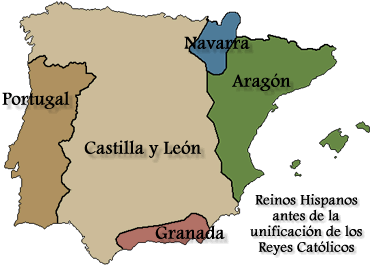 Navarra
Aragón
Portugal
Castilla y León
Granada
Reinos Hispanos
antes de la
unificación de los
Reyes Católicos